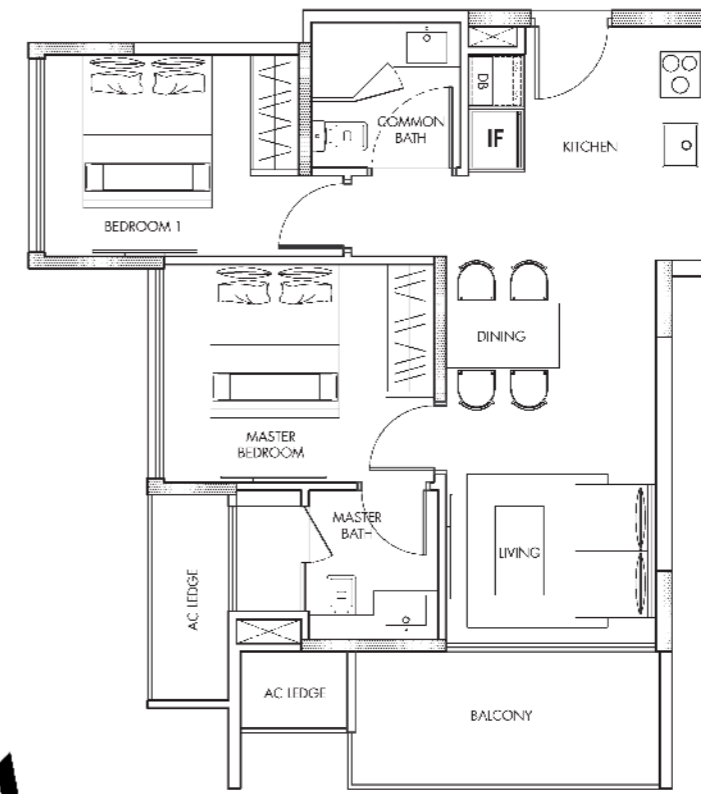 DB
COMMON
BATH
IF
KITCHEN
BEDROOM 1
DINING
MASTER
BEDROOM
MASTER
BATH
LIVING
AC LEDGE
AC LEDGE
BALCONY